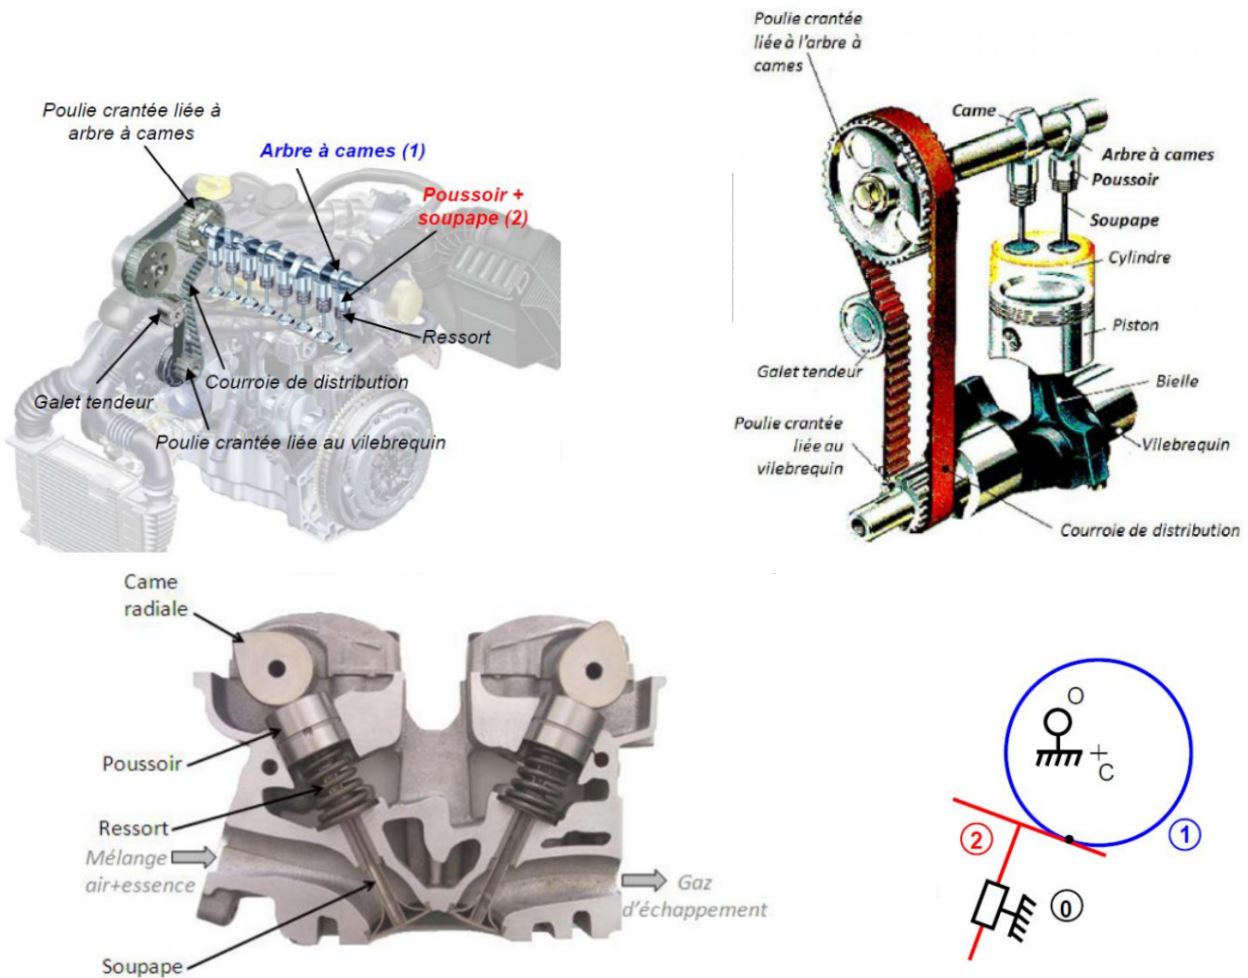 Poulie crantée liée à
arbre à cames
Arbre à cames (1)
Poussoir +
soupape (2)
Ressort
Courroie de distribution
Galet tendeur
Poulie crantée liée au vilebrequin
Poulie crantée
liée à l'arbre à
cames
Came
Arbre à cames
Poussoir
Soupape
Cylindre
Piston
Galet tendeur
Bielle
Poulie crantée
liée au
vilebrequin
Vilebrequin
Courroie de distribution
Came
radiale
Poussoir
Ressort
Mélange
air+essence
Gaz
d'échappement
Soupape
O
C
2
1
0